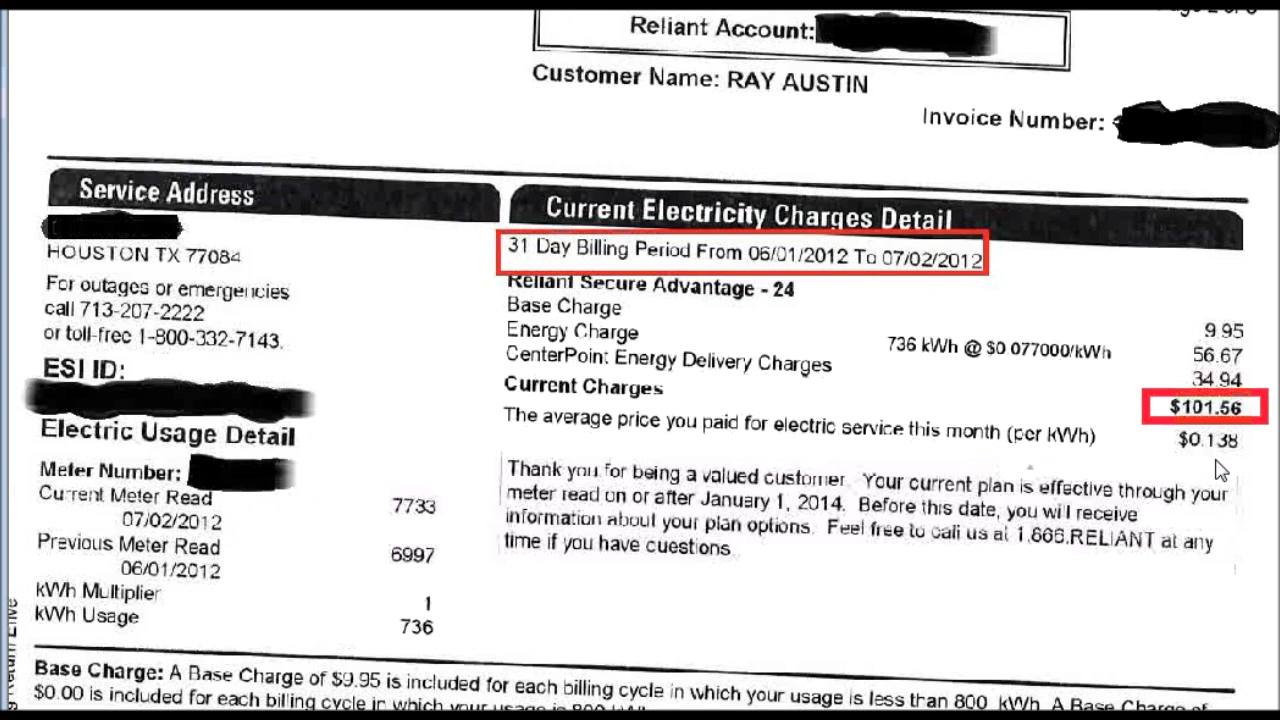 Reliant Account:
Customer Name: RAY AUSTIN
Invoice Number:
Service Address
HOUSTON TX 77084
For outages or emergencies
call 713-207-2222
or toll-free 1-800-332-7143.
ESI ID:
Electric Usage Detail
Meter Number:
Current Meter Read
07/02/2012 7733
Previous Meter Read
06/01/2012 6997
kWh Multiplier 1
kWh Usage 736
Current Electricity Charges Detail
31 Day Billing Period From 06/01/2012 To 07/02/2012
Reliant Secure Advantage - 24
Base Charge 9.95
Energy Charge 736 kWh @ $0.077000/kWh 56.67
CenterPoint Energy Delivery Charges 34.94
Current Charges $101.56
The average price you paid for electric service this month (per kWh) $0.138
Thank you for being a valued customer. Your current plan is effective through your
meter read on or after January 1, 2014. Before this date, you will receive
information about your plan options. Feel free to call us at 1.866.RELIANT at any
time if you have questions.
Base Charge: A Base Charge of $9.95 is included for each billing cycle in which your usage is less than 800 kWh. A Base Charge of
$0.00 is included for each billing cycle in which your usage is